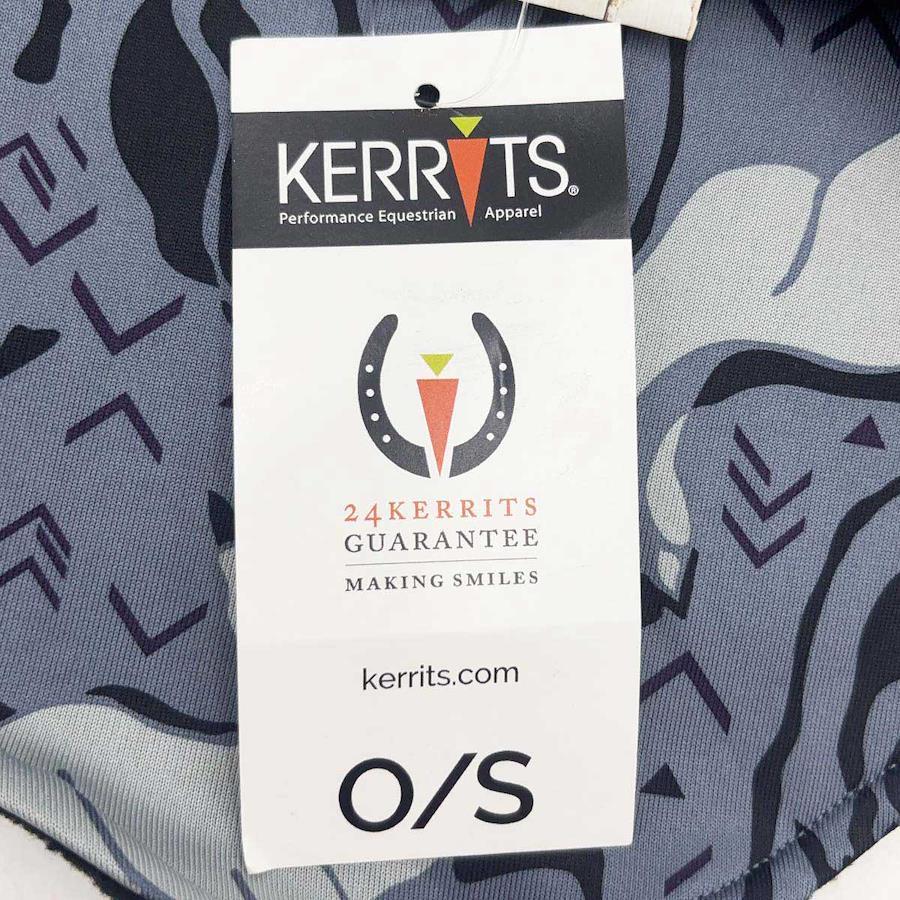 KERRITS®
Performance Equestrian Apparel
24KERRITS
GUARANTEE
MAKING SMILES
kerrits.com
O/S